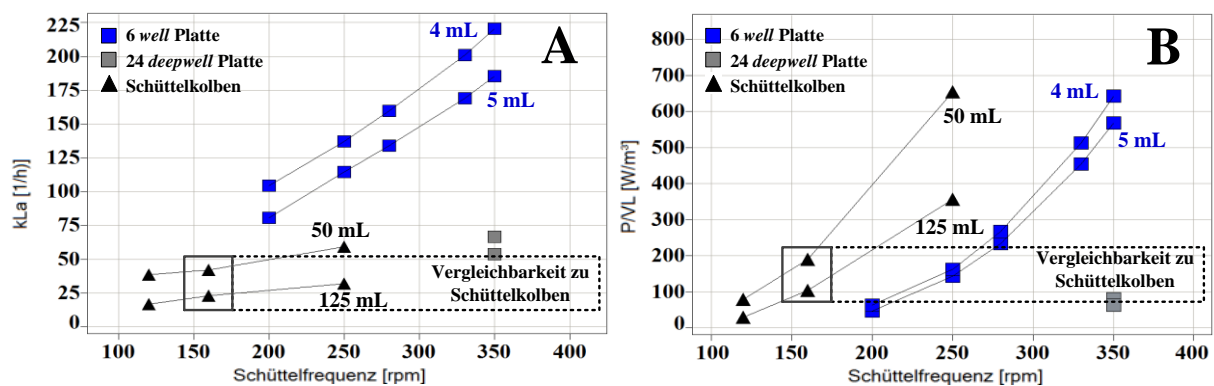 225
200
175
150
125
100
75
50
25
0
kLa [1/h)]
6 well Platte
24 deepwell Platte
Schüttelkolben
4 mL
A
5 mL
50 mL
125 mL
Vergleichbarkeit zu
Schüttelkolben
100 150 200 250 300 350 400
Schüttelfrequenz [rpm]
800
700
600
500
400
300
200
100
0
P/VL [W/m³]
6 well Platte
24 deepwell Platte
Schüttelkolben
B
50 mL
4 mL
5 mL
125 mL
Vergleichbarkeit zu
Schüttelkolben
100 150 200 250 300 350 400
Schüttelfrequenz [rpm]